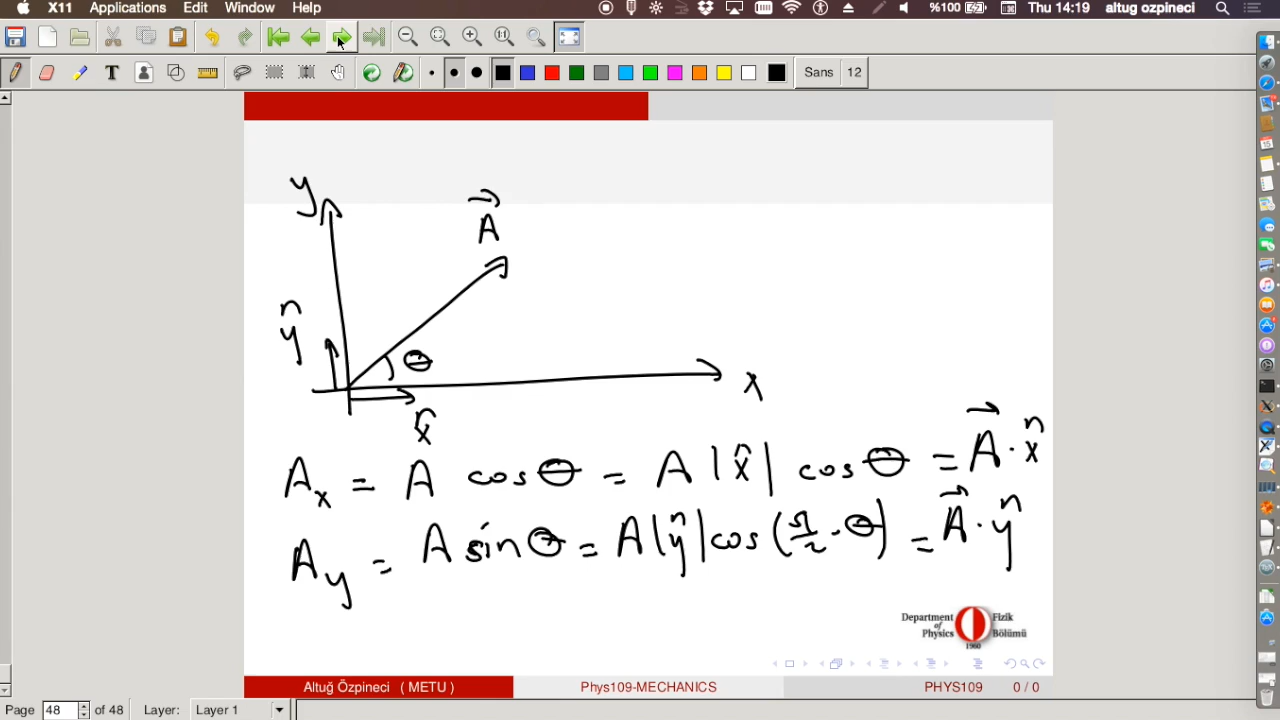 X11 Applications Edit Window Help %100 Thu 14:19 altug ozpineci
Sans 12
y
A⃗
ŷ
θ
x
x̂
Aₓ = A cos θ = A |x̂| cos θ = A⃗ · x̂
A_y = A sin θ = A |ŷ| cos (π/2 - θ) = A⃗ · ŷ
Department of Physics Fizik Bölümü
1960
Altuğ Özpineci ( METU ) Phys109-MECHANICS PHYS109 0 / 0
Page 48 of 48 Layer: Layer 1